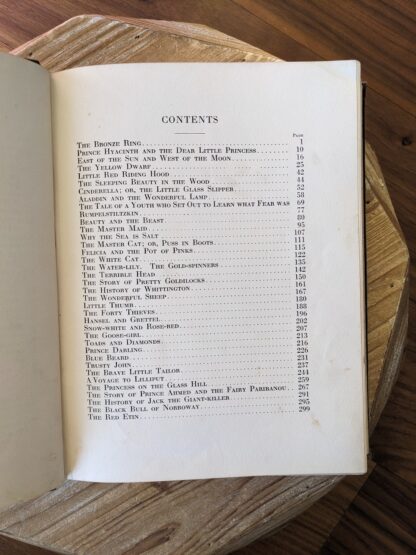 CONTENTS
PAGE
THE BRONZE RING 1
PRINCE HYACINTH AND THE DEAR LITTLE PRINCESS 10
EAST OF THE SUN AND WEST OF THE MOON 16
THE YELLOW DWARF 25
LITTLE RED RIDING HOOD 42
THE SLEEPING BEAUTY IN THE WOOD 44
CINDERELLA; OR, THE LITTLE GLASS SLIPPER 52
ALADDIN AND THE WONDERFUL LAMP 58
THE TALE OF A YOUTH WHO SET OUT TO LEARN WHAT FEAR WAS 69
RUMPELSTILTZKIN 77
BEAUTY AND THE BEAST 80
THE MASTER MAID 95
WHY THE SEA IS SALT 107
THE MASTER CAT; OR, PUSS IN BOOTS 111
FELICIA AND THE POT OF PINKS 115
THE WHITE CAT 122
THE WATER-LILY. THE GOLD-SPINNERS 135
THE TERRIBLE HEAD 142
THE STORY OF PRETTY GOLDILOCKS 150
THE HISTORY OF WHITTINGTON 161
THE WONDERFUL SHEEP 167
LITTLE THUMB 180
THE FORTY THIEVES 188
HANSEL AND GRETTEL 196
SNOW-WHITE AND ROSE-RED 202
THE GOOSE-GIRL 207
TOADS AND DIAMONDS 213
PRINCE DARLING 216
BLUE BEARD 226
TRUSTY JOHN 231
THE BRAVE LITTLE TAILOR 237
A VOYAGE TO LILLIPUT 244
THE PRINCESS ON THE GLASS HILL 259
THE STORY OF PRINCE AHMED AND THE FAIRY PARIBANOU 267
THE HISTORY OF JACK THE GIANT-KILLER 291
THE BLACK BULL OF NORROWAY 295
THE RED ETIN 299